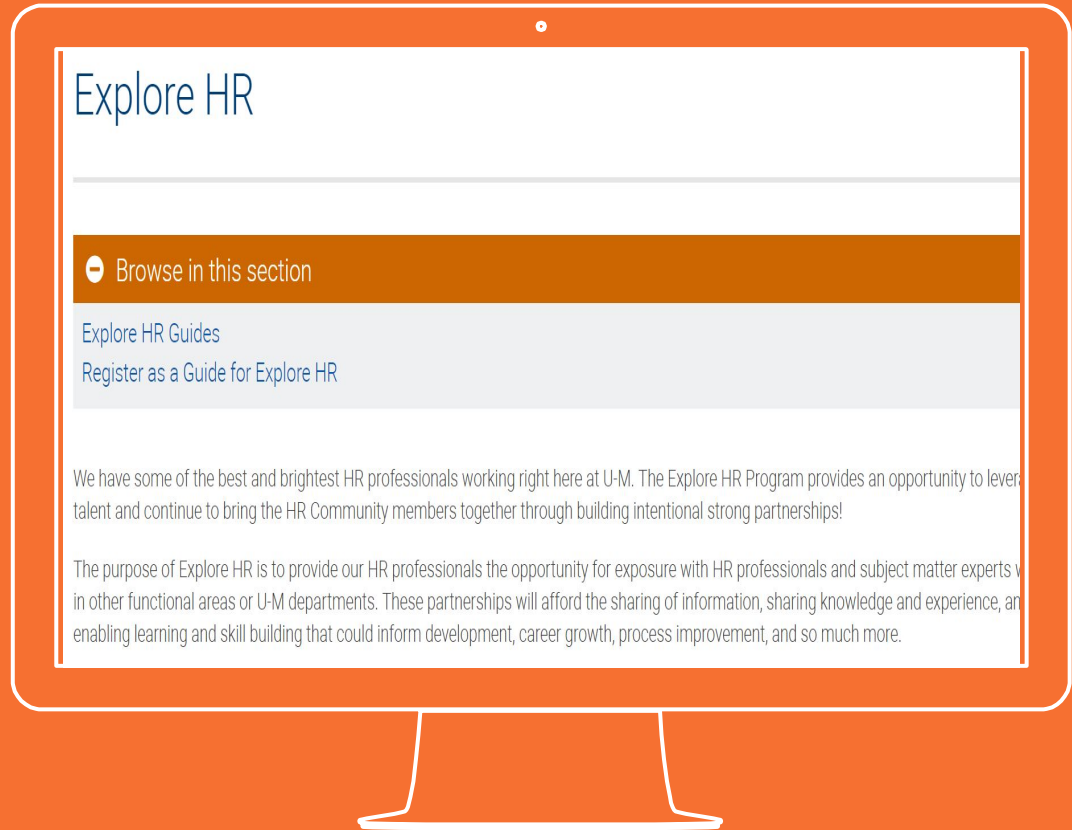 Explore HR
Browse in this section
Explore HR Guides
Register as a Guide for Explore HR
We have some of the best and brightest HR professionals working right here at U-M. The Explore HR Program provides an opportunity to
talent and continue to bring the HR Community members together through building intentional strong partnerships!
The purpose of Explore HR is to provide our HR professionals the opportunity for exposure with HR professionals and subject matter experts
in other functional areas or U-M departments. These partnerships will afford the sharing of information, sharing knowledge and experience,
enabling learning and skill building that could inform development, career growth, process improvement, and so much more.